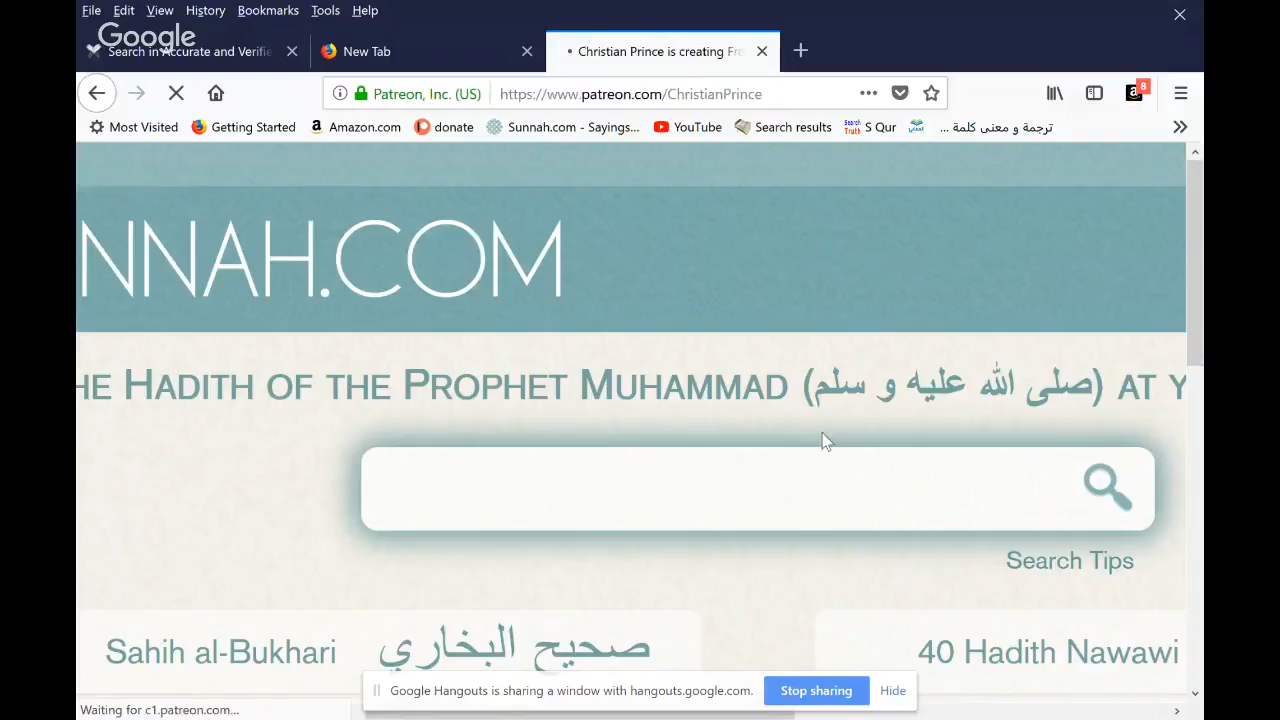 File Edit View History Bookmarks Tools Help
Google
Search in Accurate and Verifie
New Tab
Christian Prince is creating Fre
Patreon, Inc. (US)
https://www.patreon.com/ChristianPrince
8
Most Visited Getting Started Amazon.com donate Sunnah.com - Sayings... YouTube Search results Search Truth S Qur ترجمة و معنى كلمة ...
NNAH.COM
HE HADITH OF THE PROPHET MUHAMMAD (صلى الله عليه و سلم) AT Y
Search Tips
Sahih al-Bukhari صحيح البخاري
40 Hadith Nawawi
Google Hangouts is sharing a window with hangouts.google.com. Stop sharing Hide
Waiting for c1.patreon.com...